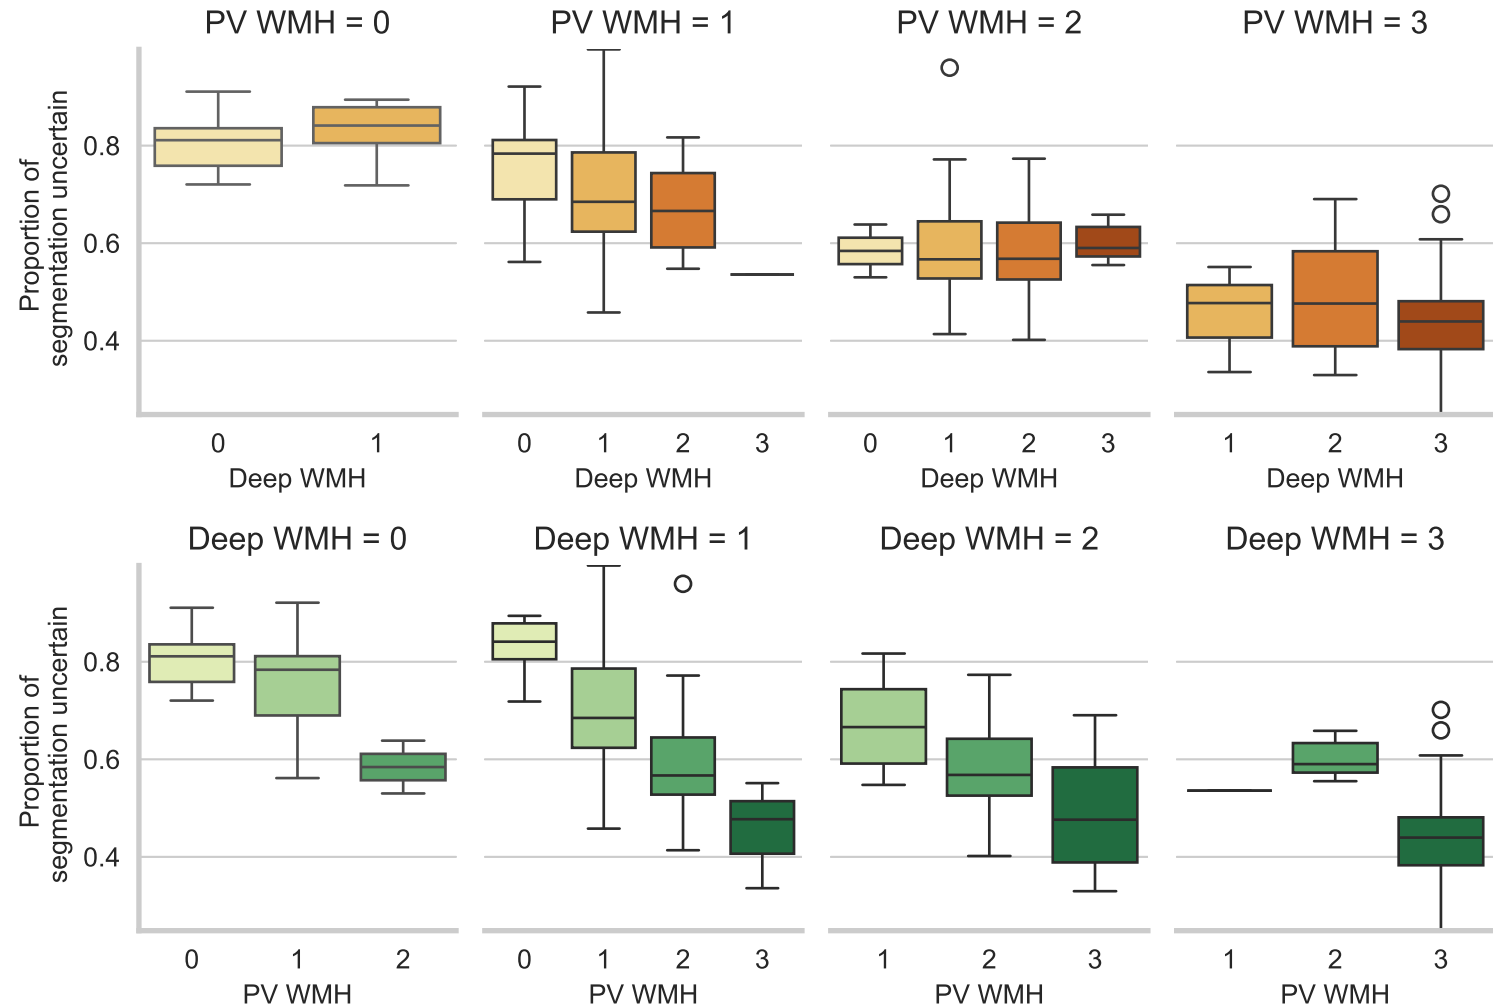 PV WMH = 0
PV WMH = 1
PV WMH = 2
PV WMH = 3
Proportion of
segmentation uncertain
0.8
0.6
0.4
0 1
0 1 2 3
0 1 2 3
1 2 3
Deep WMH
Deep WMH
Deep WMH
Deep WMH
Deep WMH = 0
Deep WMH = 1
Deep WMH = 2
Deep WMH = 3
Proportion of
segmentation uncertain
0.8
0.6
0.4
0 1 2
0 1 2 3
1 2 3
1 2 3
PV WMH
PV WMH
PV WMH
PV WMH